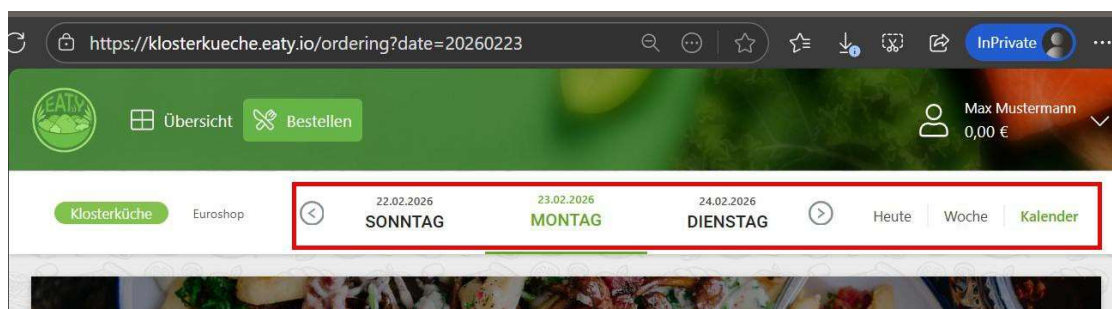 https://klosterkueche.eaty.io/ordering?date=20260223
InPrivate
EAT.Y
Übersicht
Bestellen
Max Mustermann
0,00 €
Klosterküche
Euroshop
22.02.2026
SONNTAG
23.02.2026
MONTAG
24.02.2026
DIENSTAG
Heute
Woche
Kalender